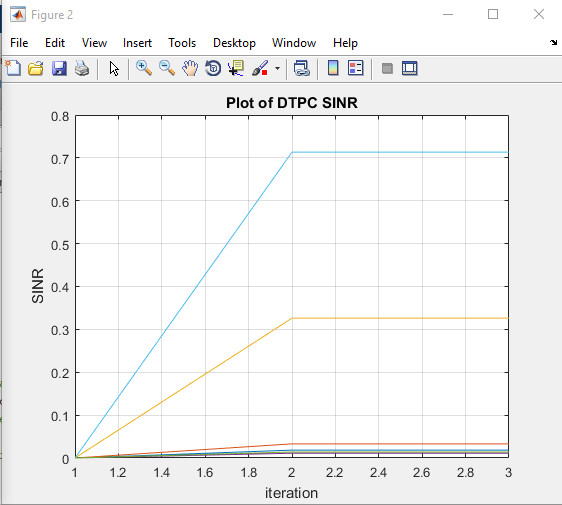 Figure 2
File Edit View Insert Tools Desktop Window Help
Plot of DTPC SINR
0.8
0.7
0.6
0.5
0.4
0.3
0.2
0.1
0
SINR
1 1.2 1.4 1.6 1.8 2 2.2 2.4 2.6 2.8 3
iteration